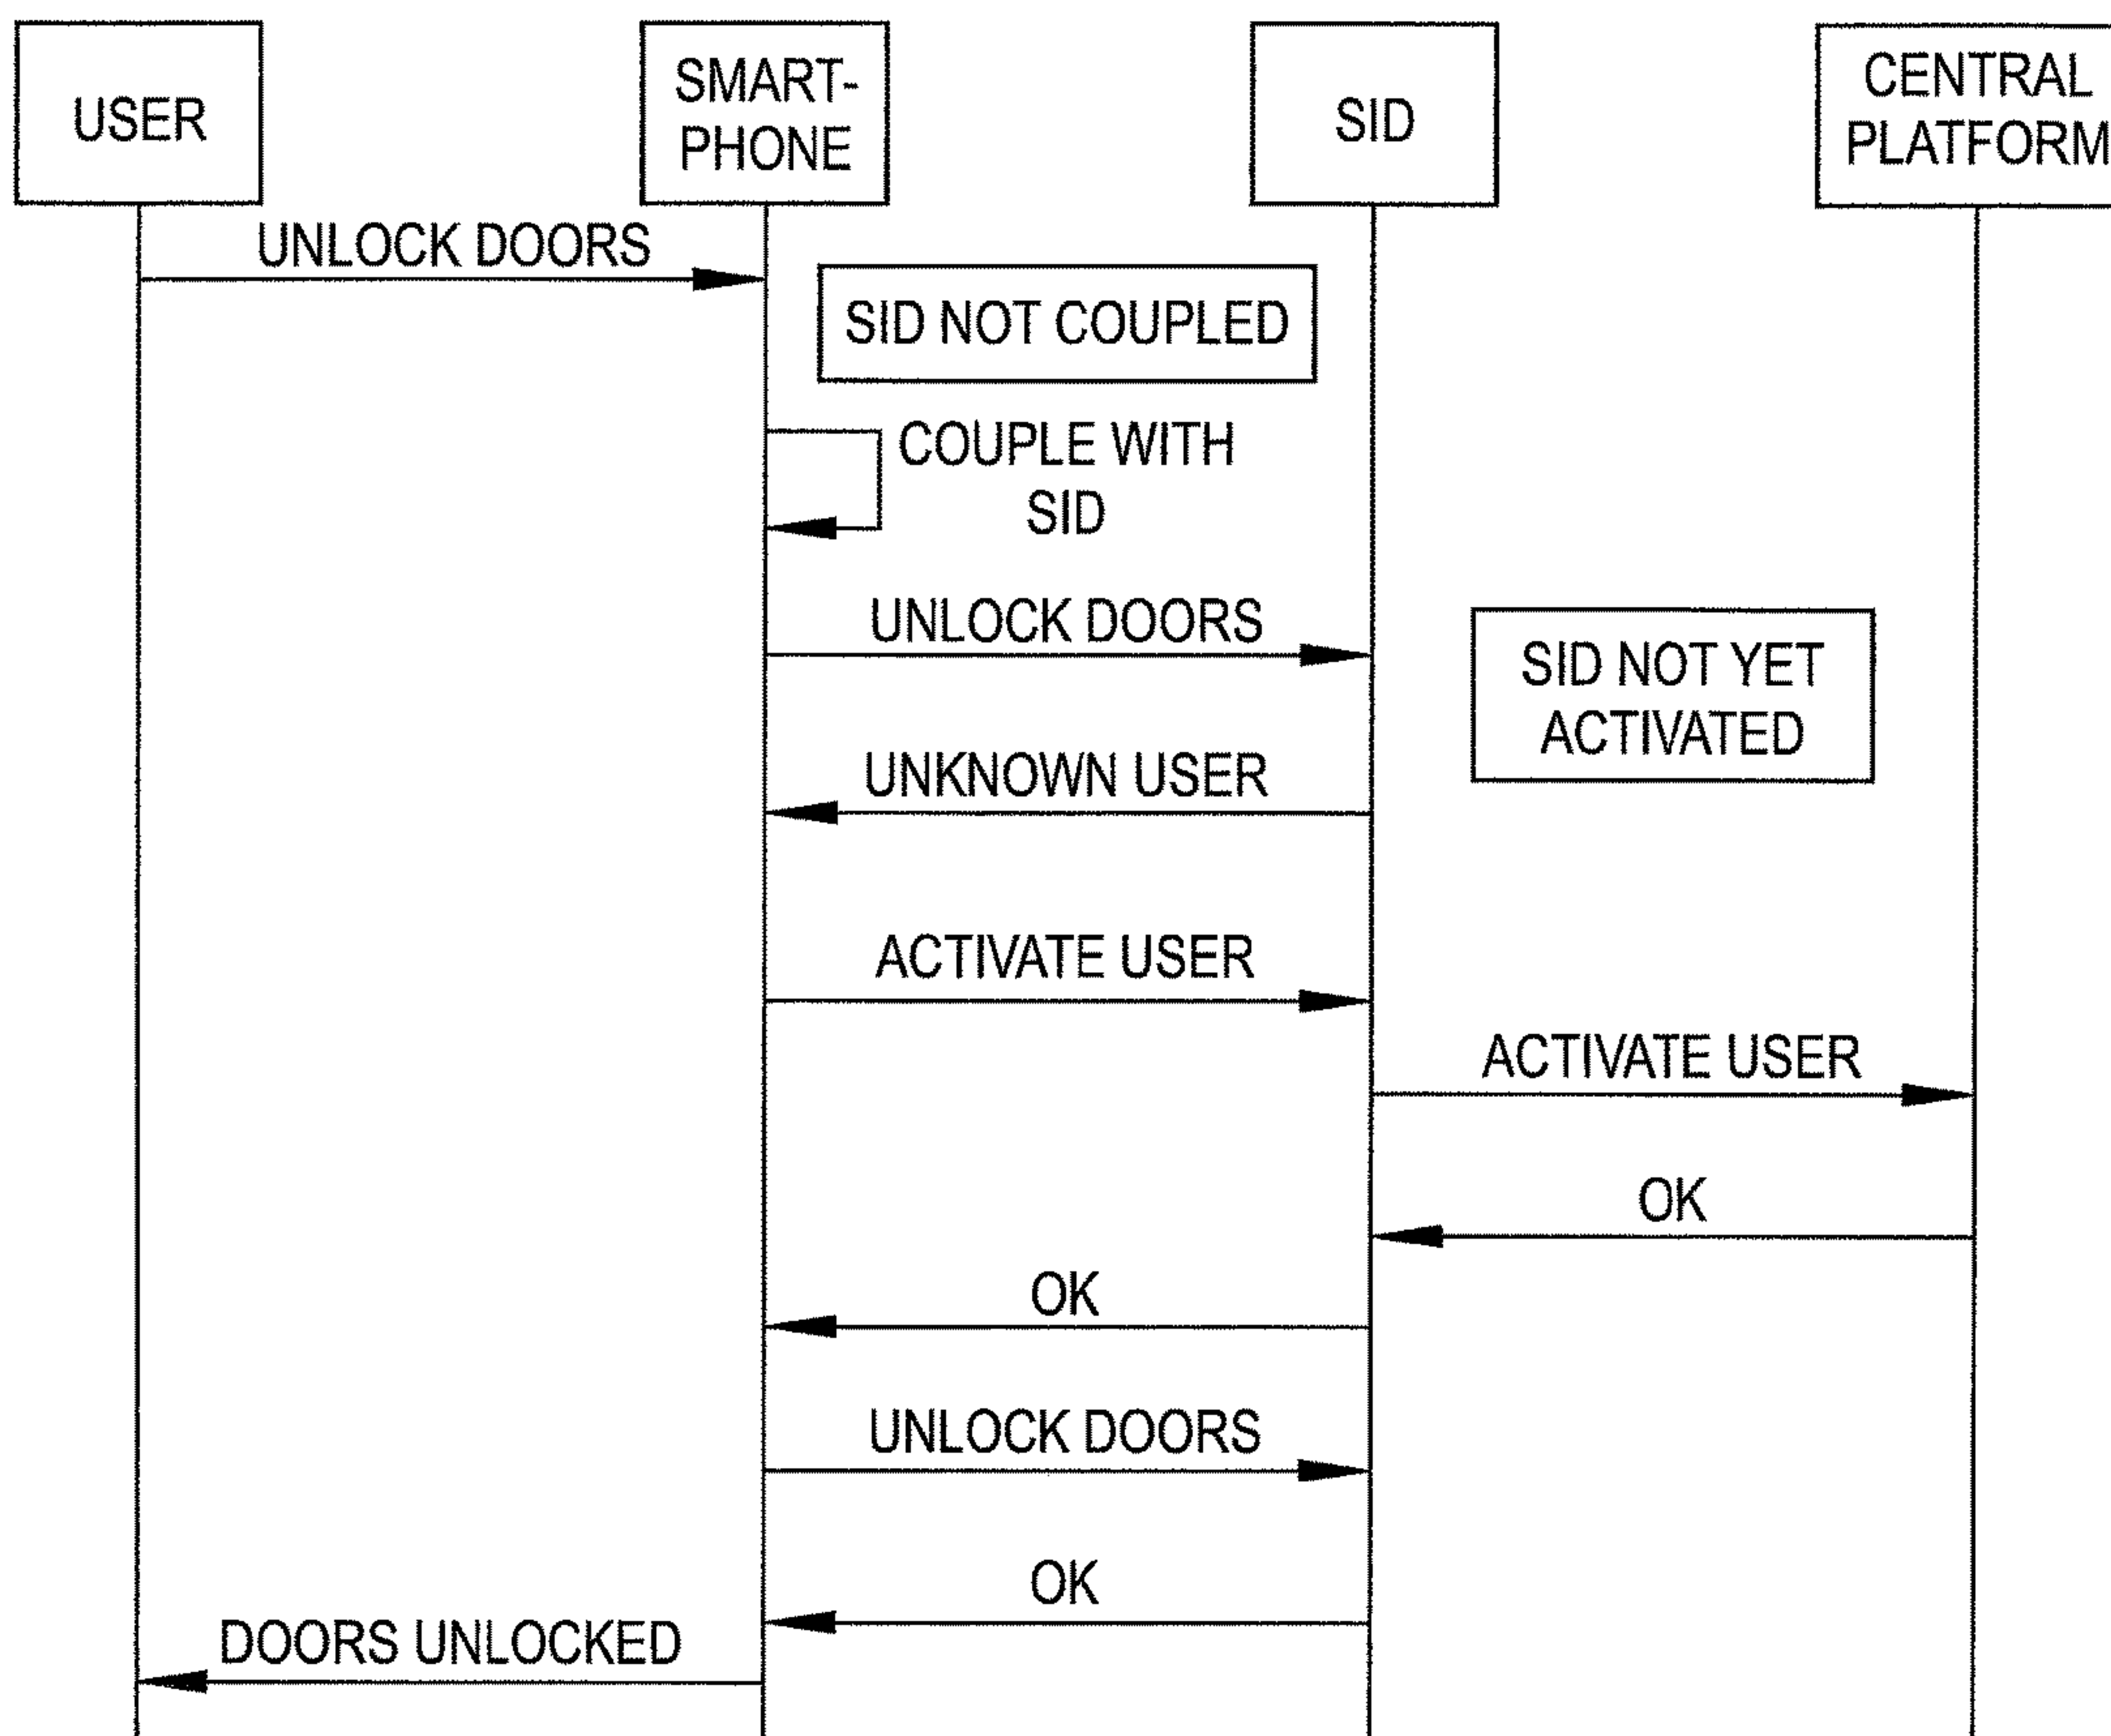 USER
SMART-
PHONE
SID
CENTRAL
PLATFORM
UNLOCK DOORS
SID NOT COUPLED
COUPLE WITH
SID
UNLOCK DOORS
SID NOT YET
ACTIVATED
UNKNOWN USER
ACTIVATE USER
ACTIVATE USER
OK
OK
UNLOCK DOORS
OK
DOORS UNLOCKED